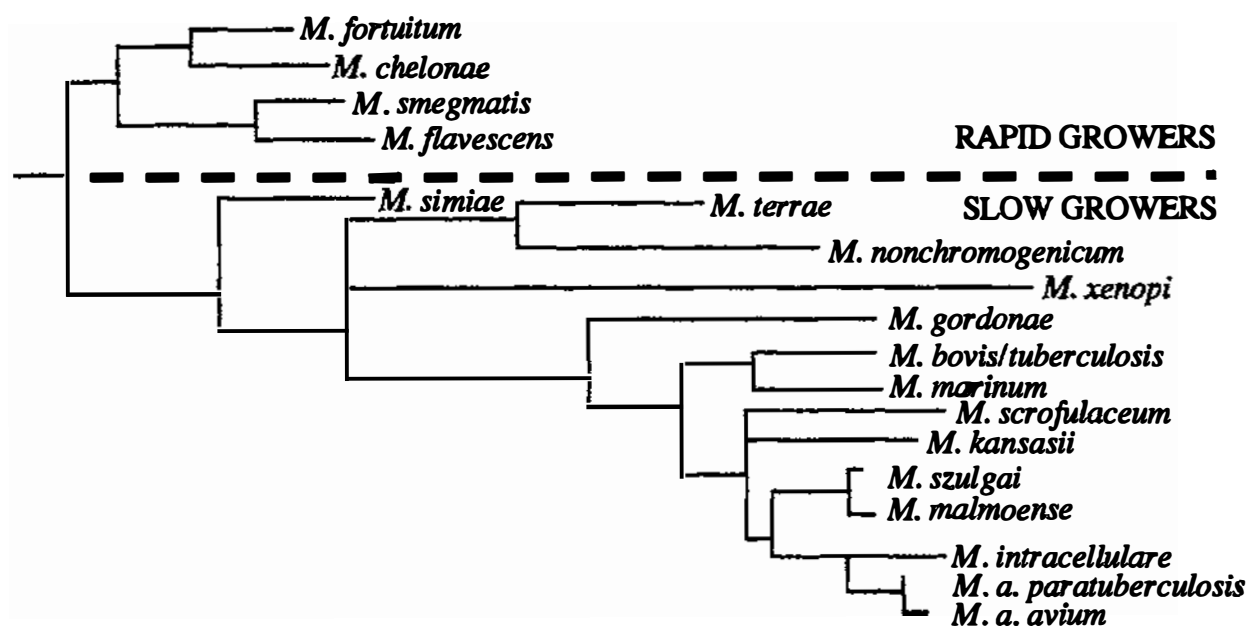 M. fortuitum
M. chelonae
M. smegmatis
M. flavescens
RAPID GROWERS
M. simiae
M. terrae
SLOW GROWERS
M. nonchromogenicum
M. xenopi
M. gordonae
M. bovis/tuberculosis
M. marinum
M. scrofulaceum
M. kansasii
M. szulgai
M. malmoense
M. intracellulare
M. a. paratuberculosis
M. a. avium